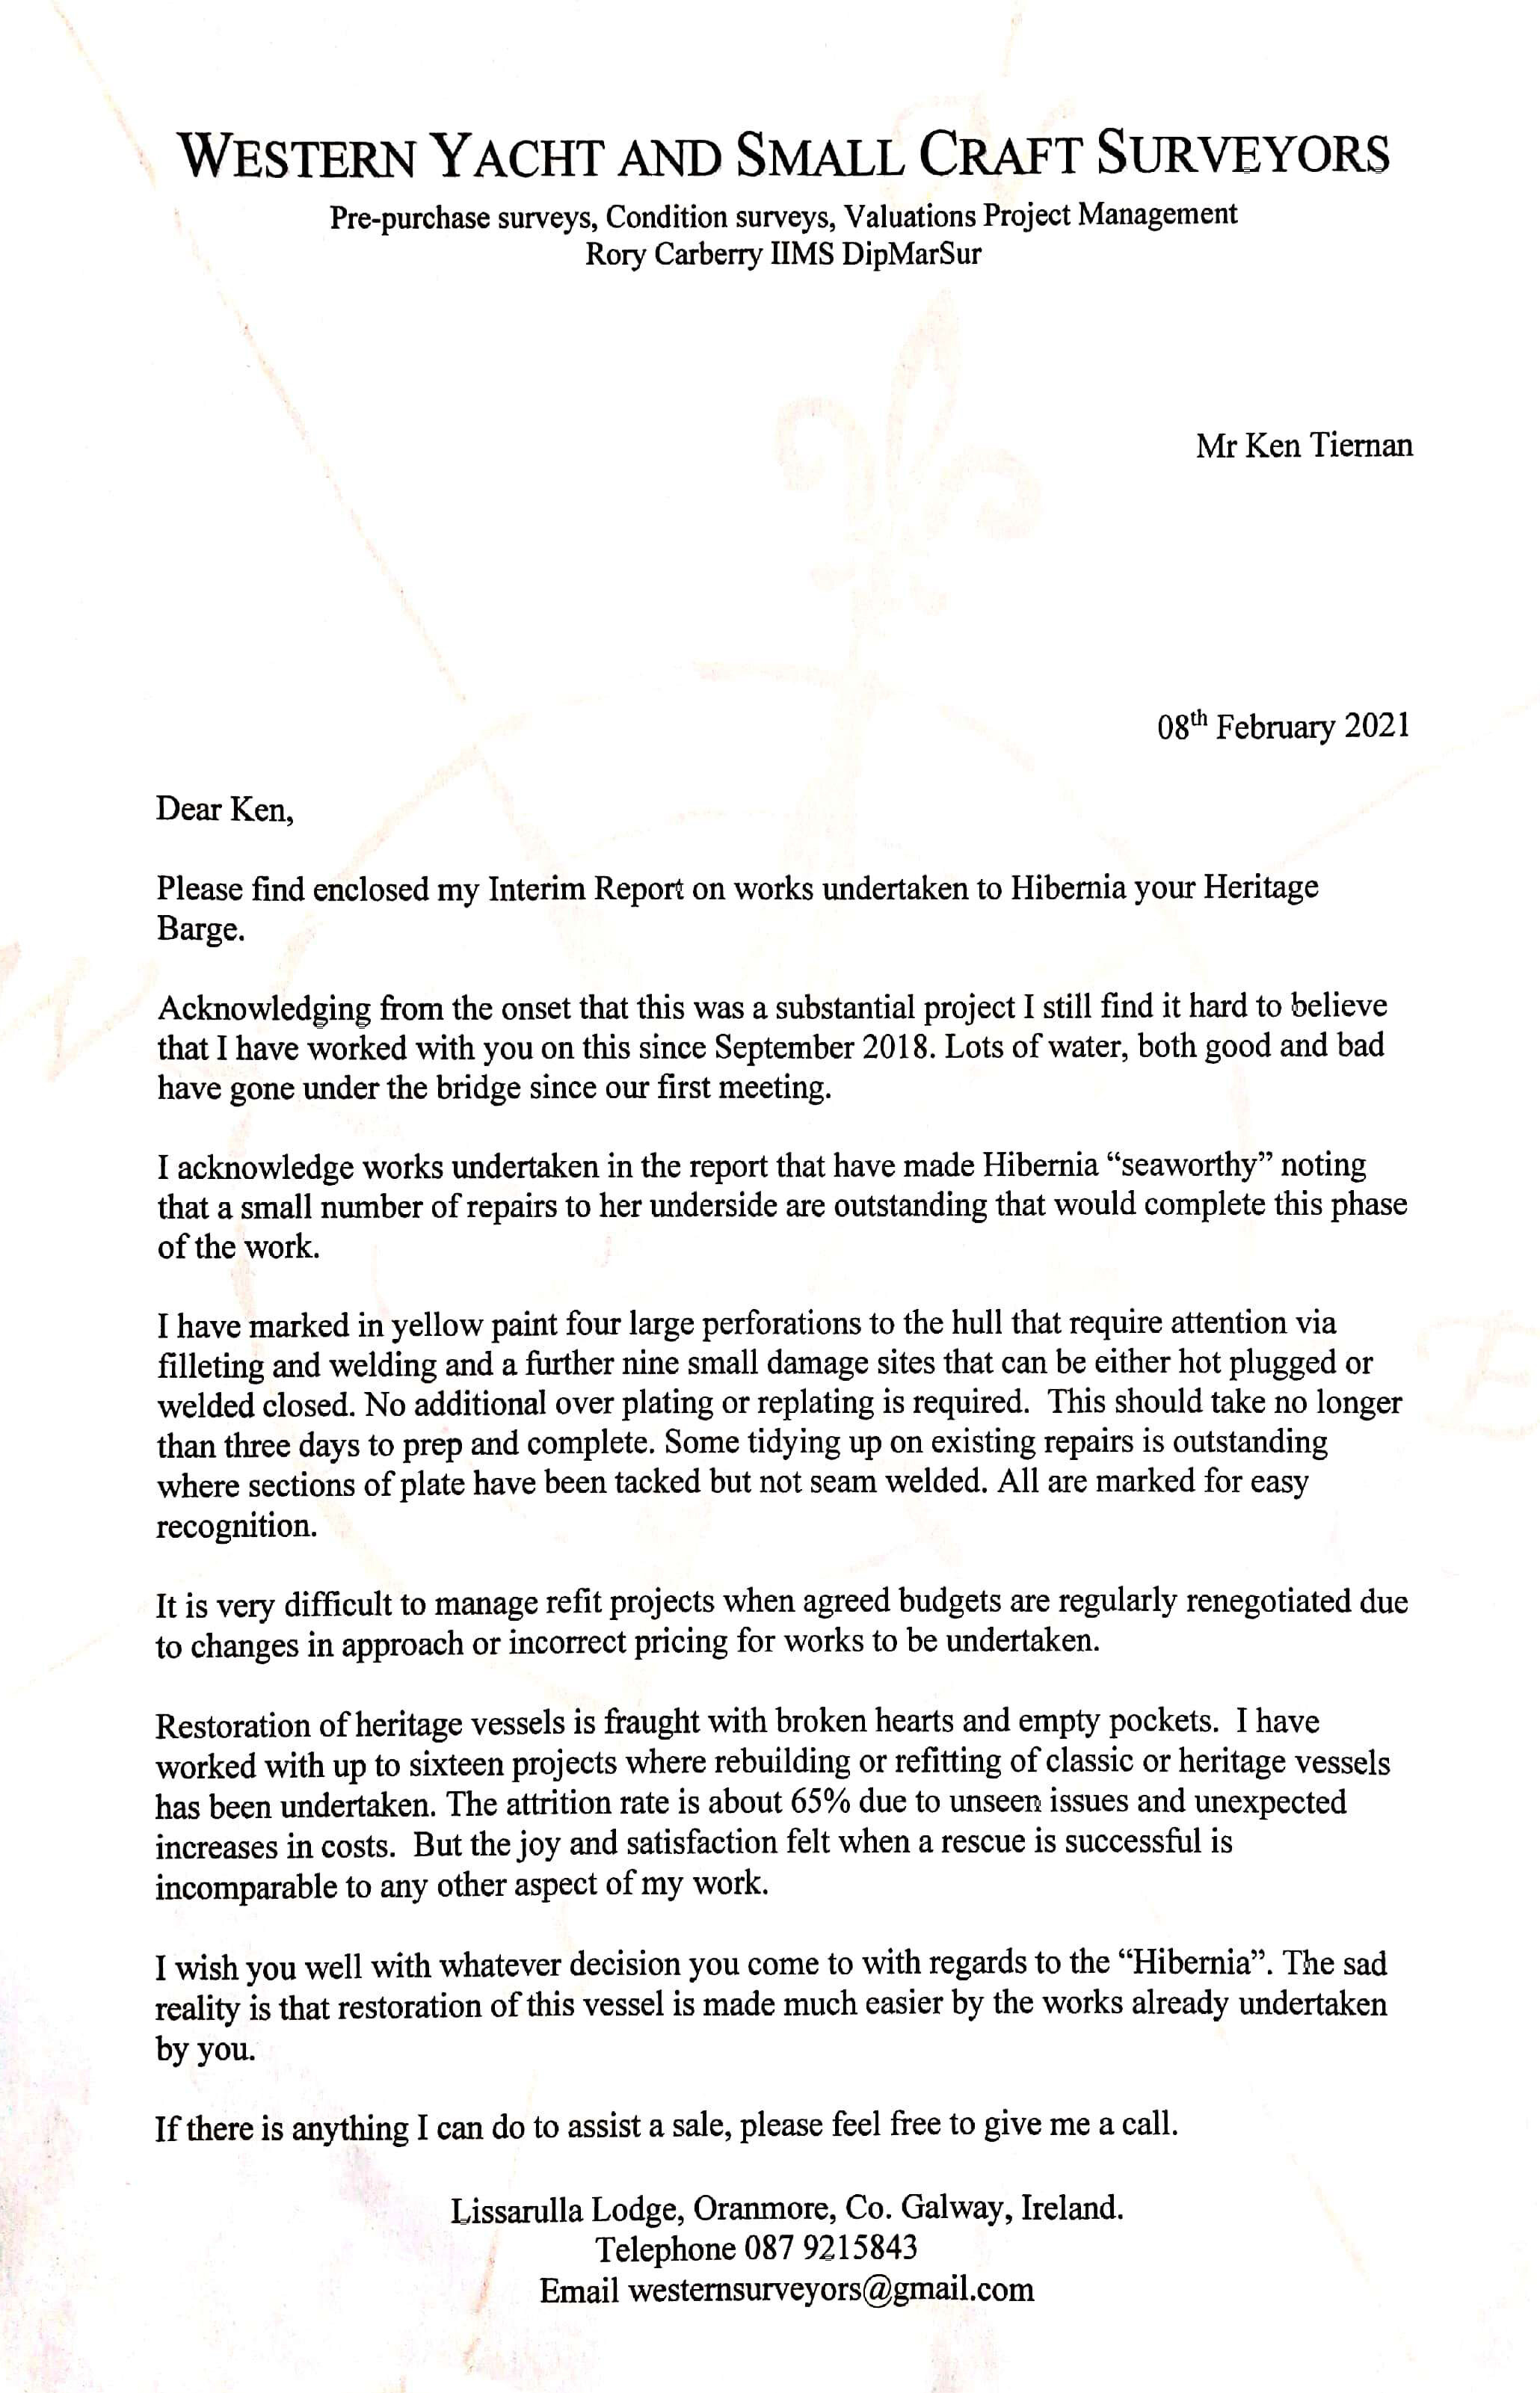 WESTERN YACHT AND SMALL CRAFT SURVEYORS
Pre-purchase surveys, Condition surveys, Valuations Project Management
Rory Carberry IIMS DipMarSur
Mr Ken Tiernan
08th February 2021
Dear Ken,
Please find enclosed my Interim Report on works undertaken to Hibernia your Heritage
Barge.
Acknowledging from the onset that this was a substantial project I still find it hard to believe
that I have worked with you on this since September 2018. Lots of water, both good and bad
have gone under the bridge since our first meeting.
I acknowledge works undertaken in the report that have made Hibernia “seaworthy” noting
that a small number of repairs to her underside are outstanding that would complete this phase
of the work.
I have marked in yellow paint four large perforations to the hull that require attention via
filleting and welding and a further nine small damage sites that can be either hot plugged or
welded closed. No additional over plating or replating is required.  This should take no longer
than three days to prep and complete. Some tidying up on existing repairs is outstanding
where sections of plate have been tacked but not seam welded. All are marked for easy
recognition.
It is very difficult to manage refit projects when agreed budgets are regularly renegotiated due
to changes in approach or incorrect pricing for works to be undertaken.
Restoration of heritage vessels is fraught with broken hearts and empty pockets.  I have
worked with up to sixteen projects where rebuilding or refitting of classic or heritage vessels
has been undertaken. The attrition rate is about 65% due to unseen issues and unexpected
increases in costs.  But the joy and satisfaction felt when a rescue is successful is
incomparable to any other aspect of my work.
I wish you well with whatever decision you come to with regards to the “Hibernia”. The sad
reality is that restoration of this vessel is made much easier by the works already undertaken
by you.
If there is anything I can do to assist a sale, please feel free to give me a call.
Lissarulla Lodge, Oranmore, Co. Galway, Ireland.
Telephone 087 9215843
Email westernsurveyors@gmail.com
W
E